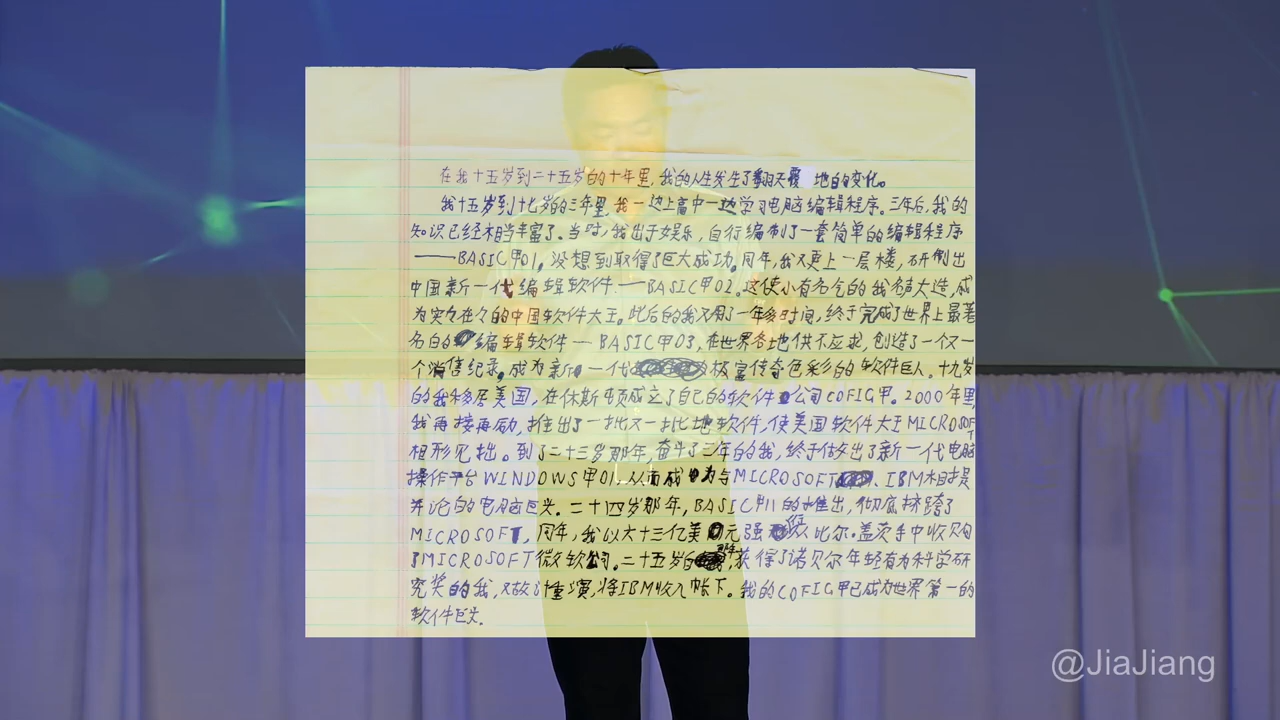 在我十五岁到二十五岁的十年里，我的人生发生了翻天覆 地的变化。
我十五岁到十七岁的三年里，我一边上高中一边学习电脑编辑程序。三年后，我的
知识已经相当丰富了。当时，我出于娱乐，自行编制了一套简单的编辑程序
——BASIC甲01。没想到取得了巨大成功。同年，我又更上一层楼，研制出
中国新一代编辑软件——BASIC甲02。这使小有名气的我名声大造，成
为实力在久的中国软件大王。此后的我又用了一年多时间，终于完成了世界上最著
名的编辑软件——BASIC甲03，在世界各地供不应求，创造了一个又一
个消售纪录，成为新一代极富传奇色彩的软件巨人。十九岁
的我移居美国，在休斯顿成立了自己的软件公司COFIG甲。2000年里，
我再接再励，推出了一批又一批地软件，使美国软件大王MICROSOFT
相形见拙。到了二十三岁那年，奋斗了三年的我，终于做出了新一代电脑
操作平台WINDOWS甲01。从而成为与MICROSOFT、IBM相提
并论的电脑巨头。二十四岁那年，BASIC甲11的推出，彻底挤跨了
MICROSOFT，同年，我以大十三亿美元强行从比尔·盖茨手中收购
了MICROSOFT微软公司。二十五岁那年，获得了诺贝尔年轻有为科学研
究奖的我，又故计重演，将IBM收入帐下。我的COFIG甲已成为世界第一的
软件巨头。
@JiaJiang